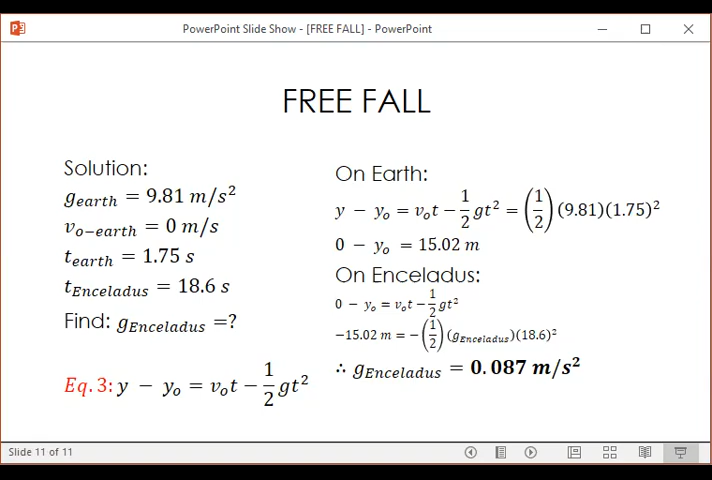 PowerPoint Slide Show - [FREE FALL] - PowerPoint
FREE FALL
Solution:
g_earth = 9.81 m/s²
v_o−earth = 0 m/s
t_earth = 1.75 s
t_Enceladus = 18.6 s
Find: g_Enceladus =?
Eq. 3: y − y_o = v_o t − 1/2 gt²
On Earth:
y − y_o = v_o t − 1/2 gt² = (1/2) (9.81)(1.75)²
0 − y_o = 15.02 m
On Enceladus:
0 − y_o = v_o t − 1/2 gt²
−15.02 m = −(1/2) (g_Enceladus)(18.6)²
∴ g_Enceladus = 0.087 m/s²
Slide 11 of 11